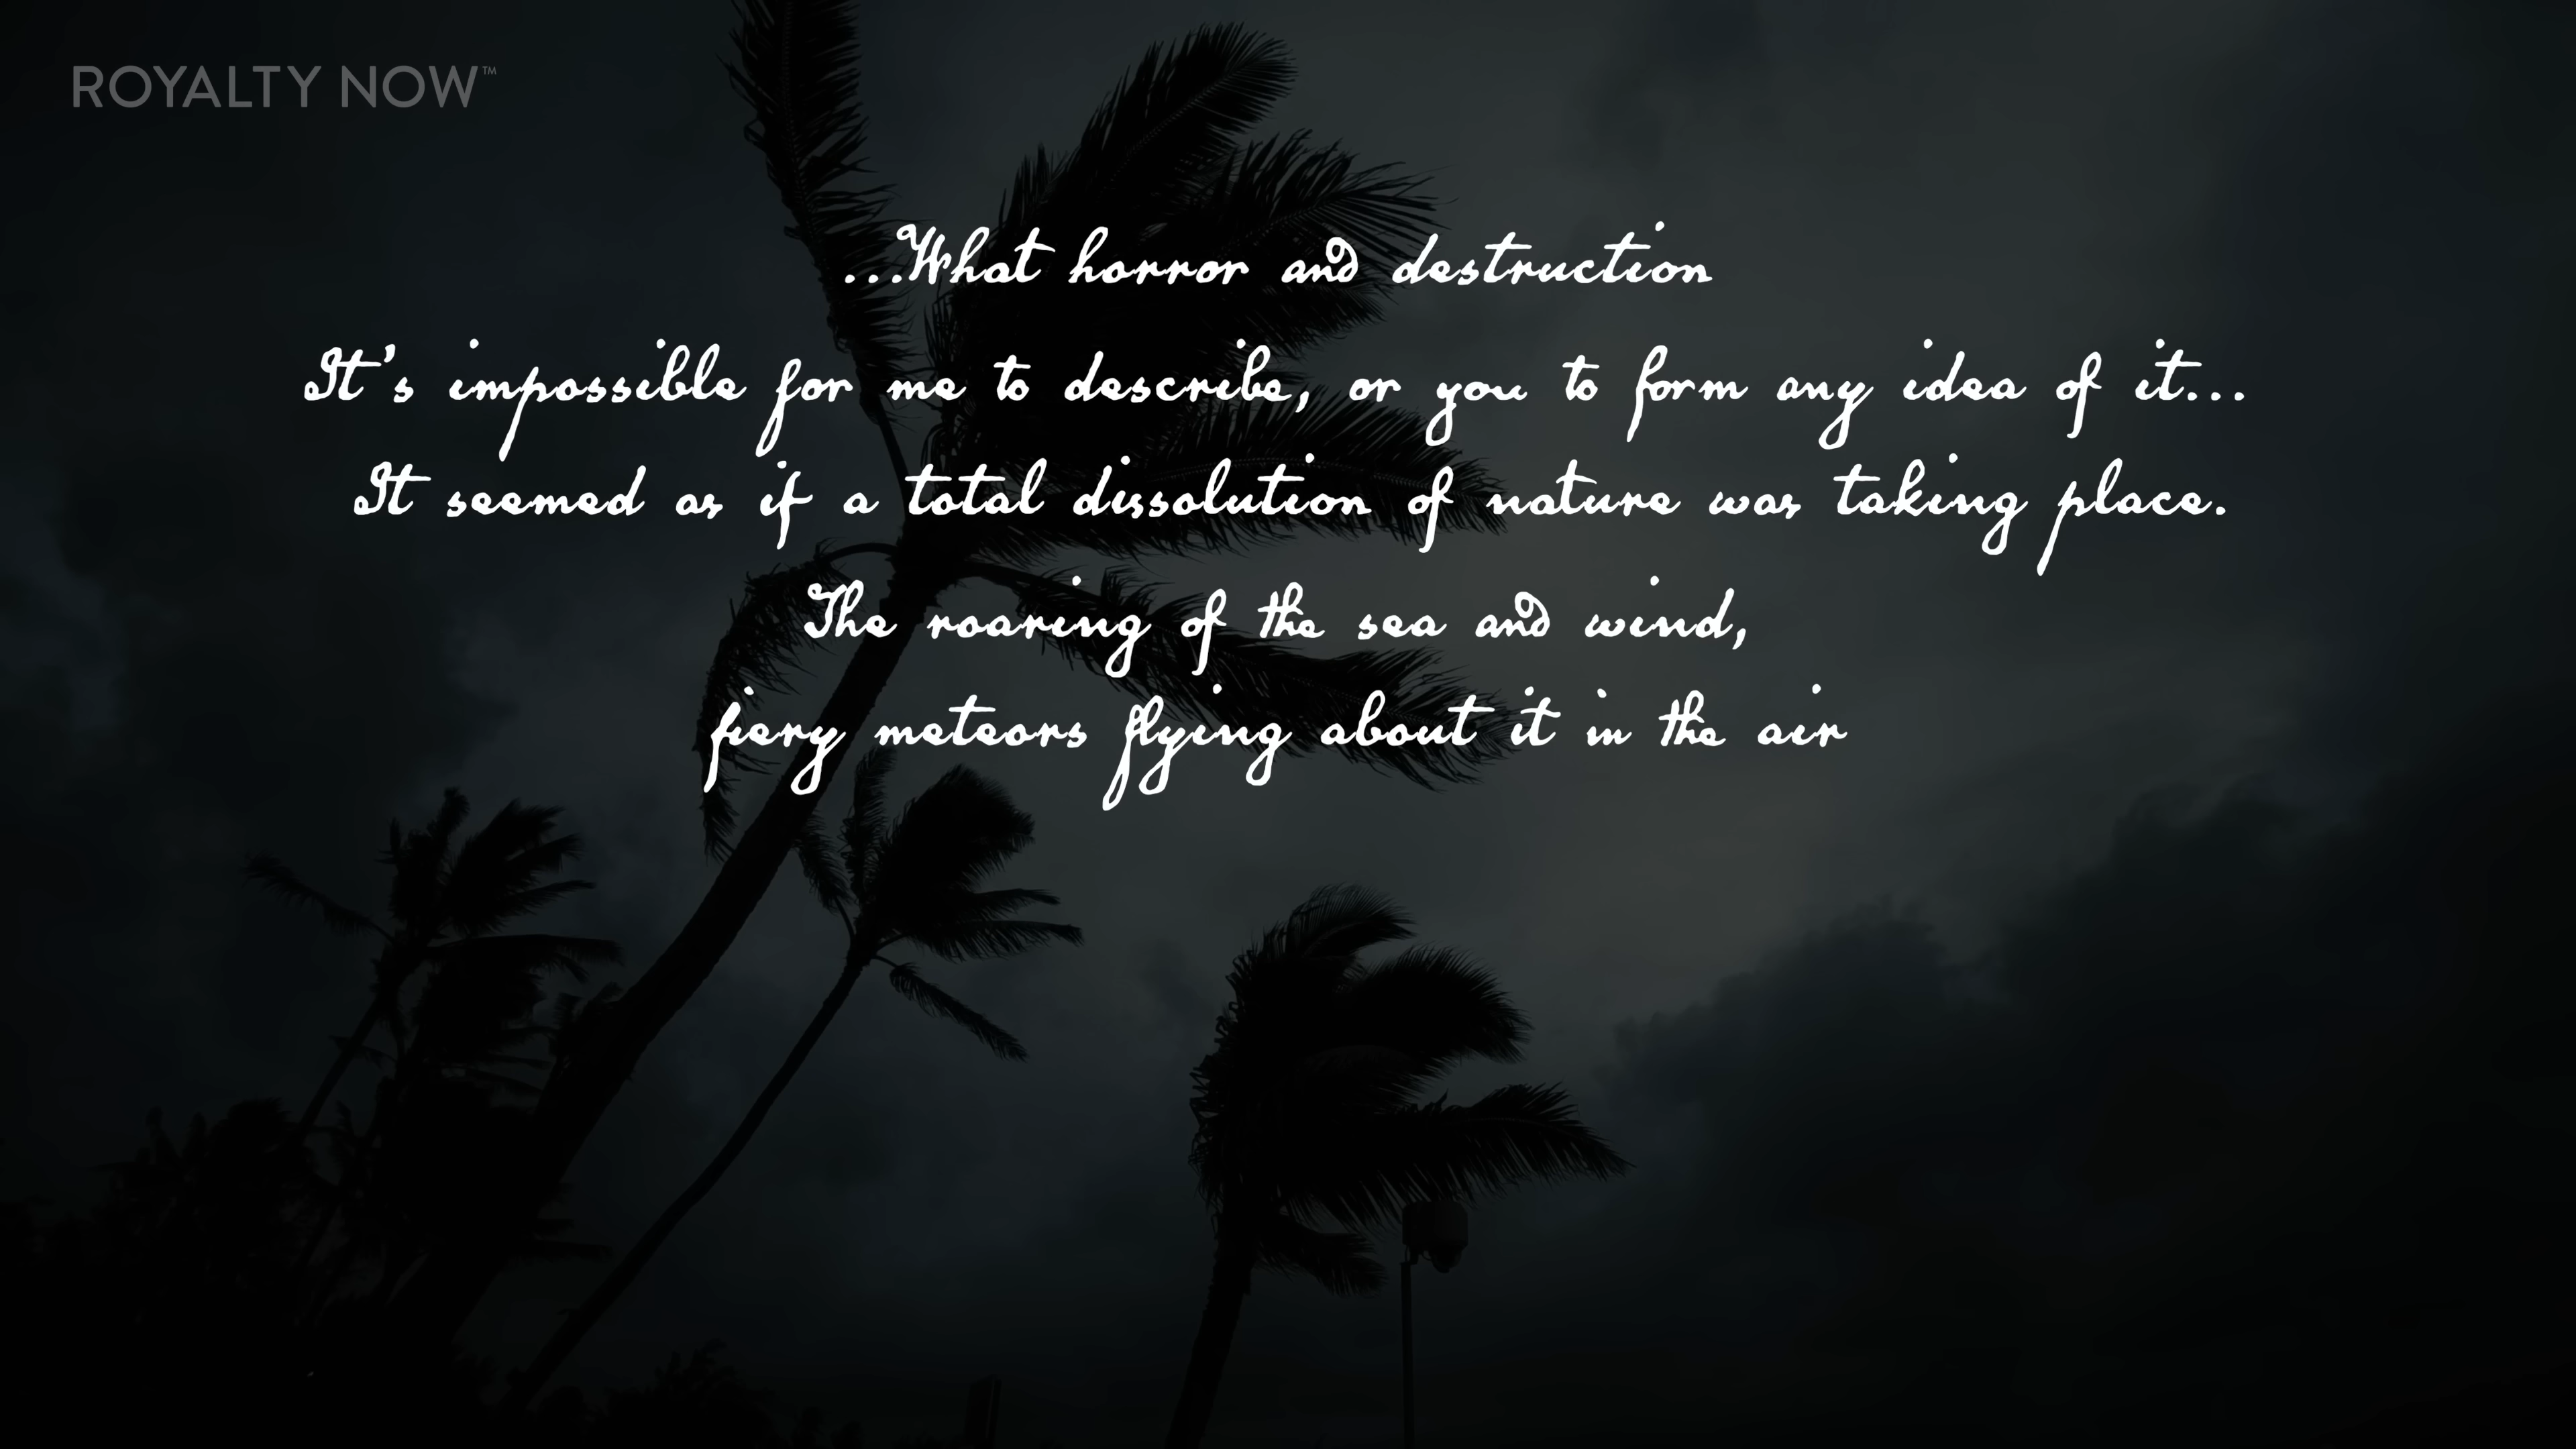 ROYALTY NOW™
...What horror and destruction
It's impossible for me to describe, or you to form any idea of it...
It seemed as if a total dissolution of nature was taking place.
The roaring of the sea and wind,
fiery meteors flying about it in the air